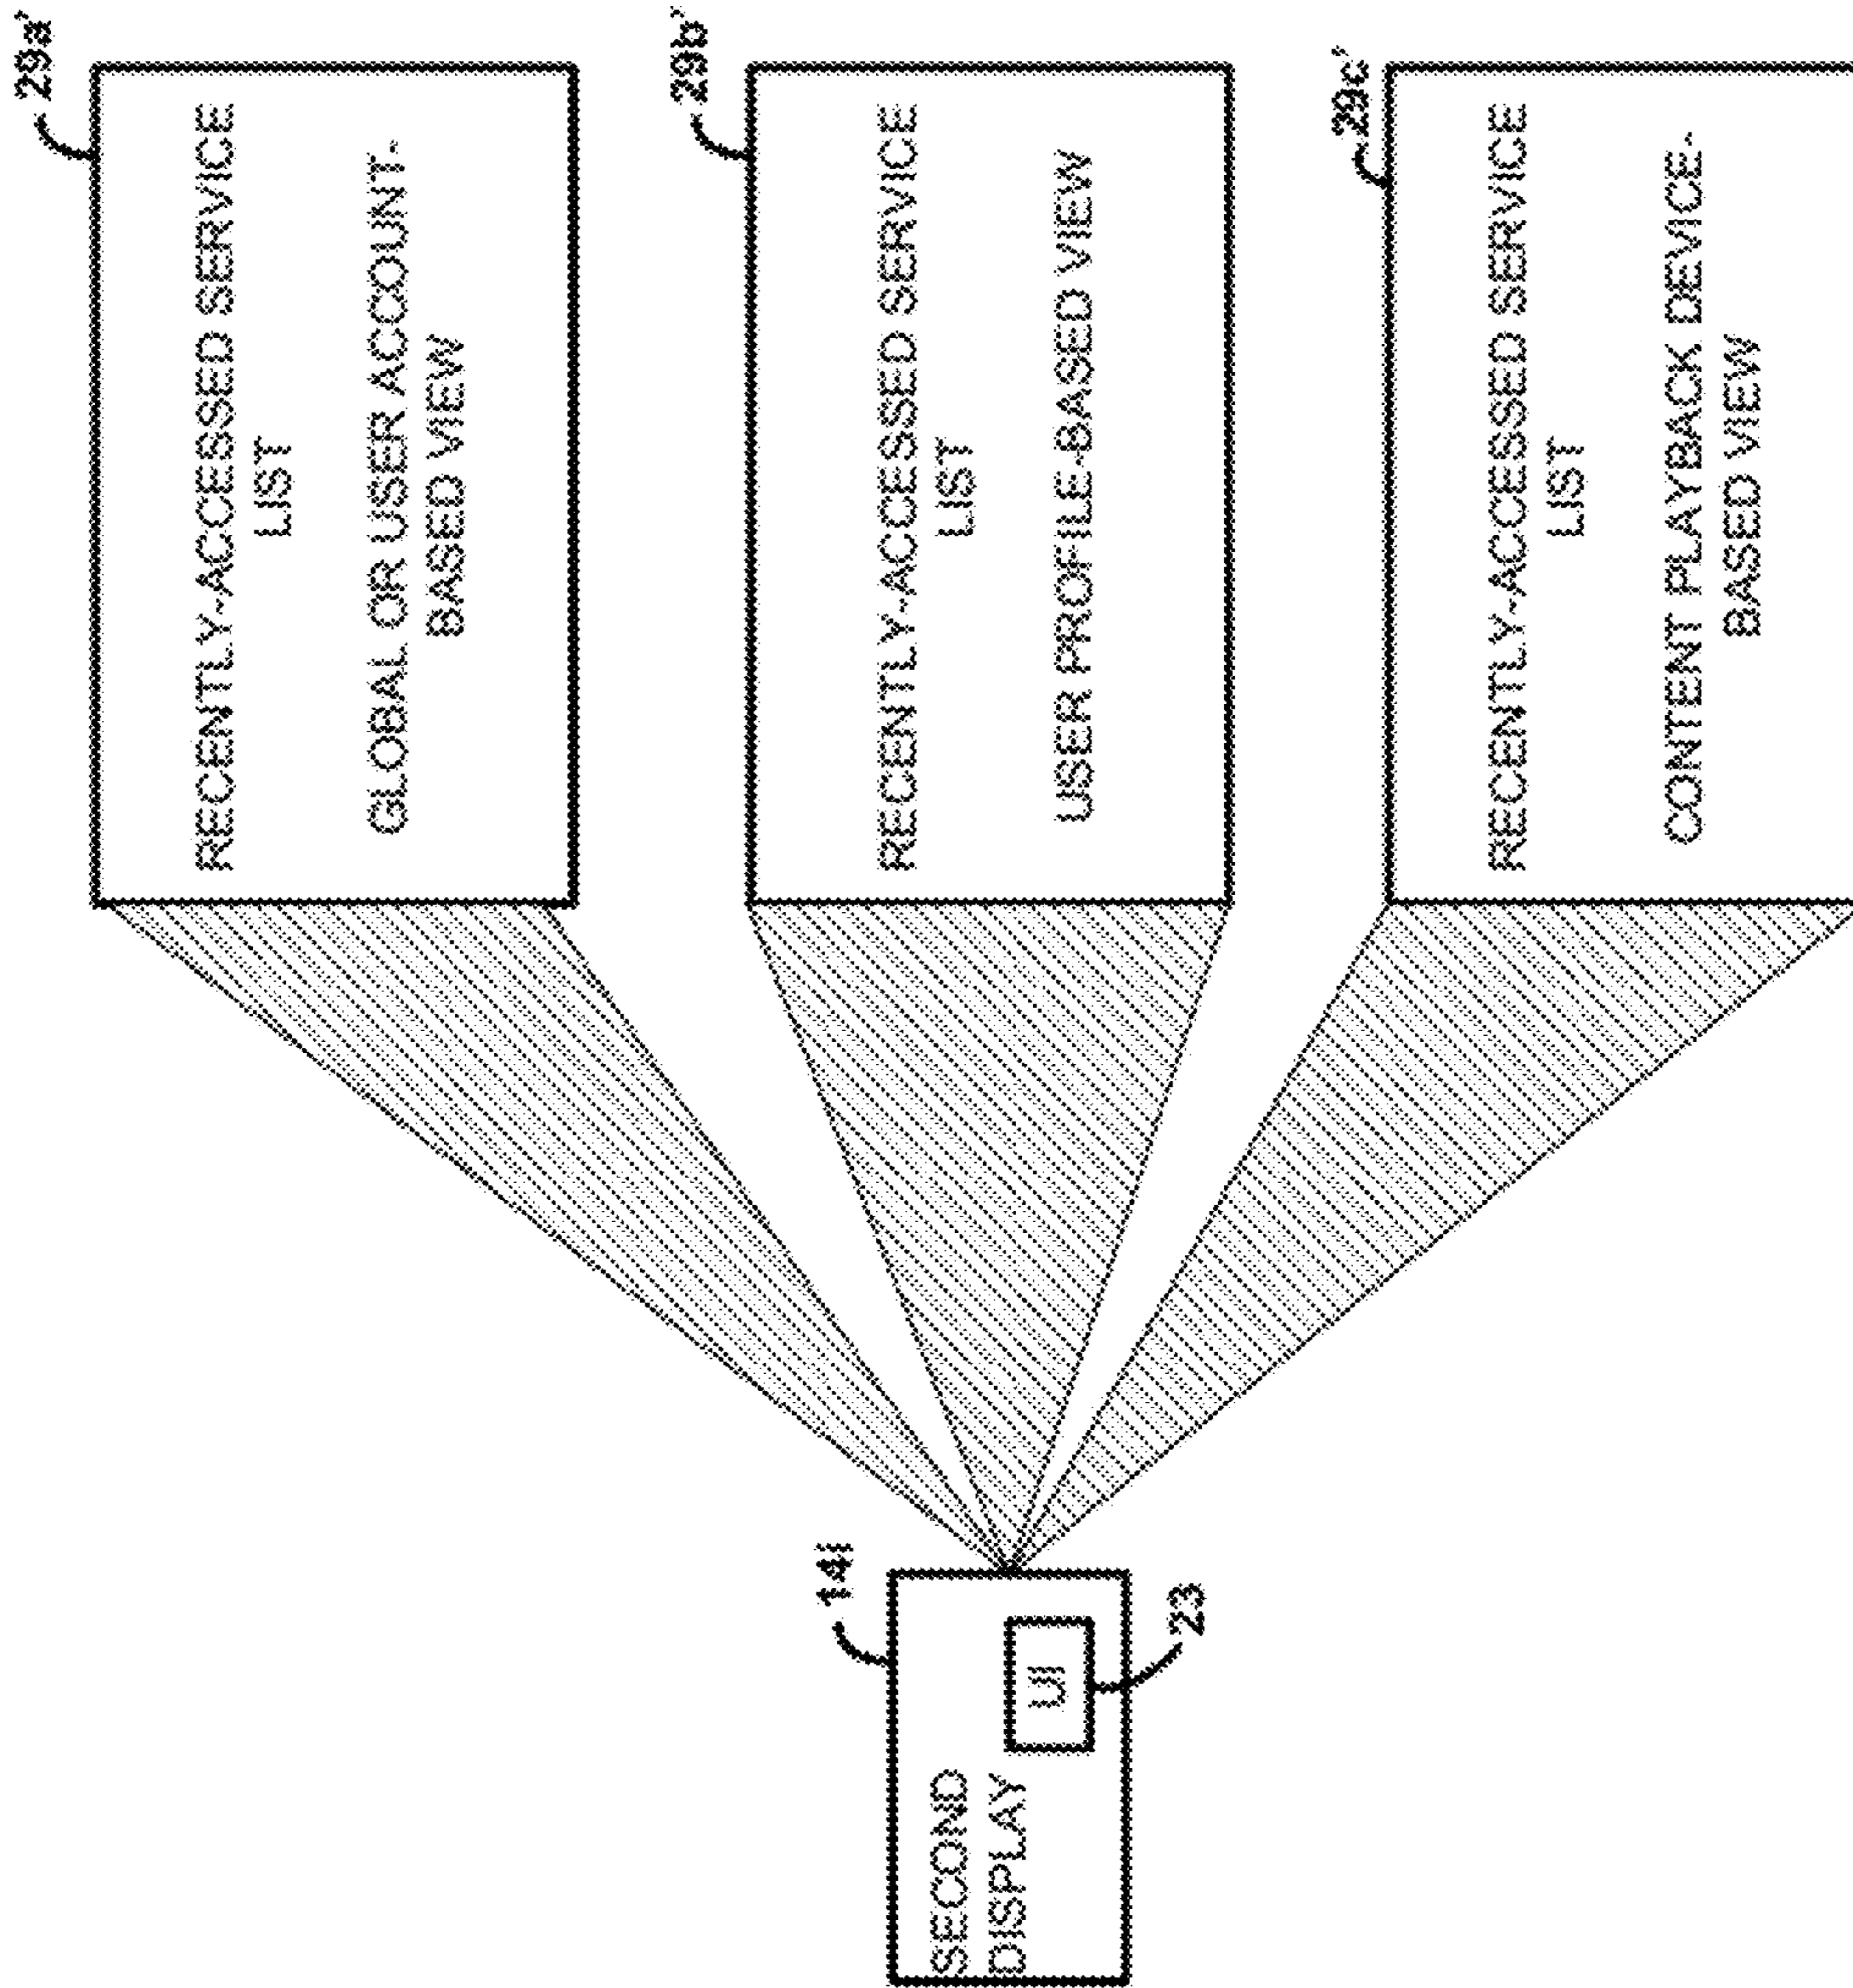 29a'
RECENTLY-ACCESSED SERVICE
LIST
GLOBAL OR USER ACCOUNT-
BASED VIEW
29b'
RECENTLY-ACCESSED SERVICE
LIST
USER PROFILE-BASED VIEW
29c'
RECENTLY-ACCESSED SERVICE
LIST
CONTENT PLAYBACK DEVICE-
BASED VIEW
14i
SECOND
DISPLAY
UI
23